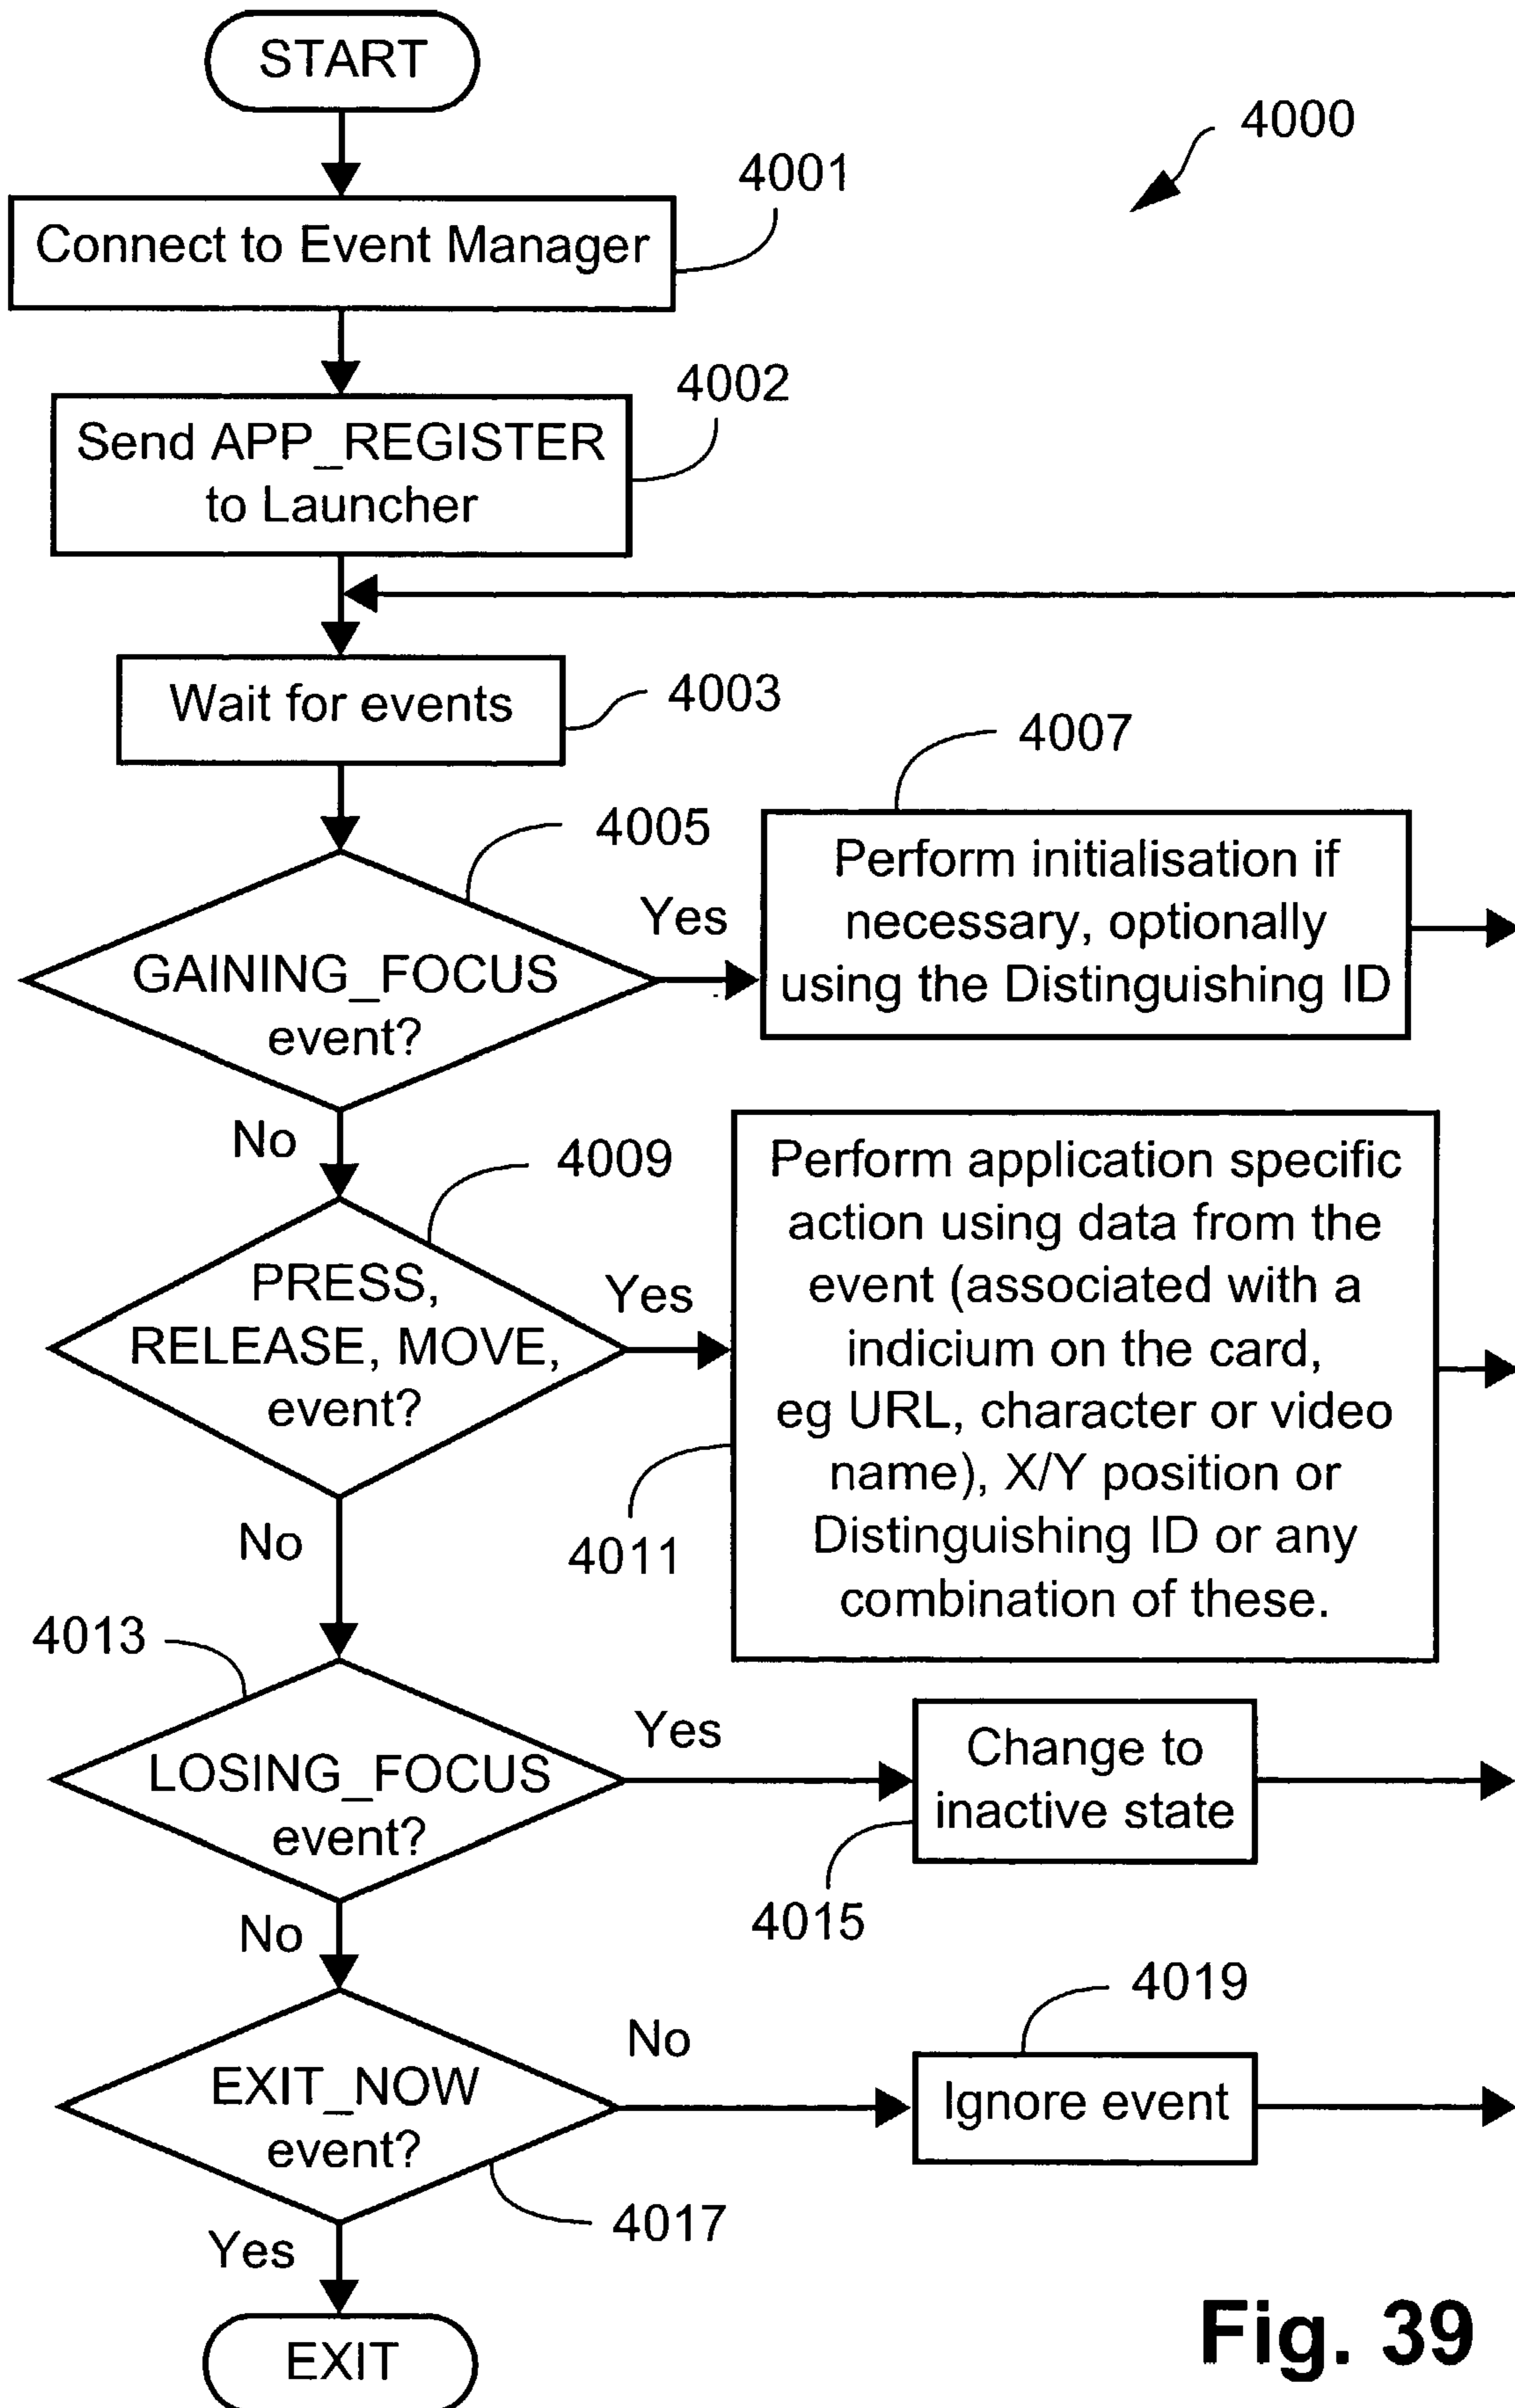 START
4000
4001
Connect to Event Manager
4002
Send APP_REGISTER
to Launcher
Wait for events
4003
4007
4005
Yes
Perform initialisation if
necessary, optionally
using the Distinguishing ID
GAINING_FOCUS
event?
No
4009
PRESS,
RELEASE, MOVE,
event?
Yes
Perform application specific
action using data from the
event (associated with a
indicium on the card,
eg URL, character or video
name), X/Y position or
Distinguishing ID or any
combination of these.
4011
No
4013
LOSING_FOCUS
event?
Yes
Change to
inactive state
4015
No
4019
EXIT_NOW
event?
No
Ignore event
4017
Yes
EXIT
Fig. 39